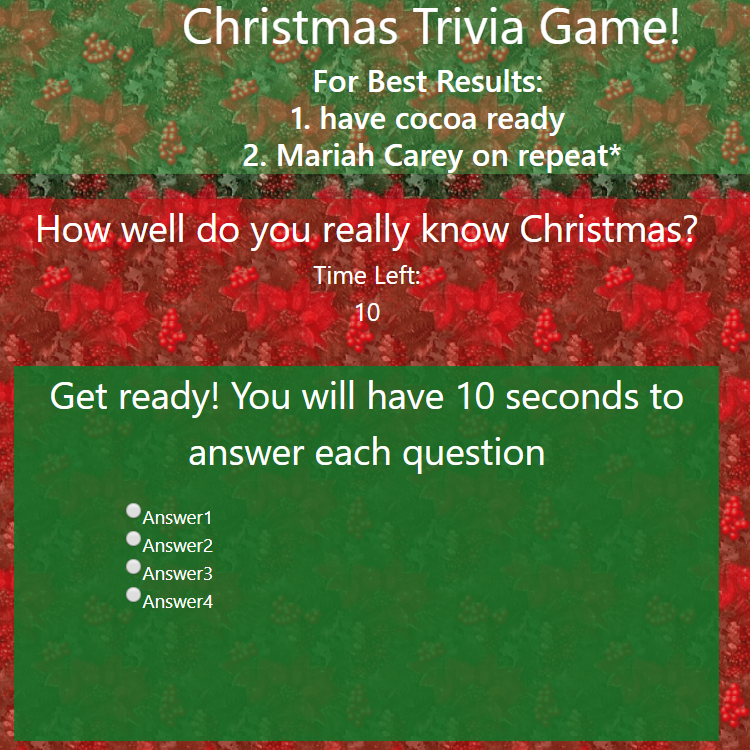 Christmas Trivia Game!
For Best Results:
1. have cocoa ready
2. Mariah Carey on repeat*
How well do you really know Christmas?
Time Left:
10
Get ready! You will have 10 seconds to
answer each question
Answer1
Answer2
Answer3
Answer4